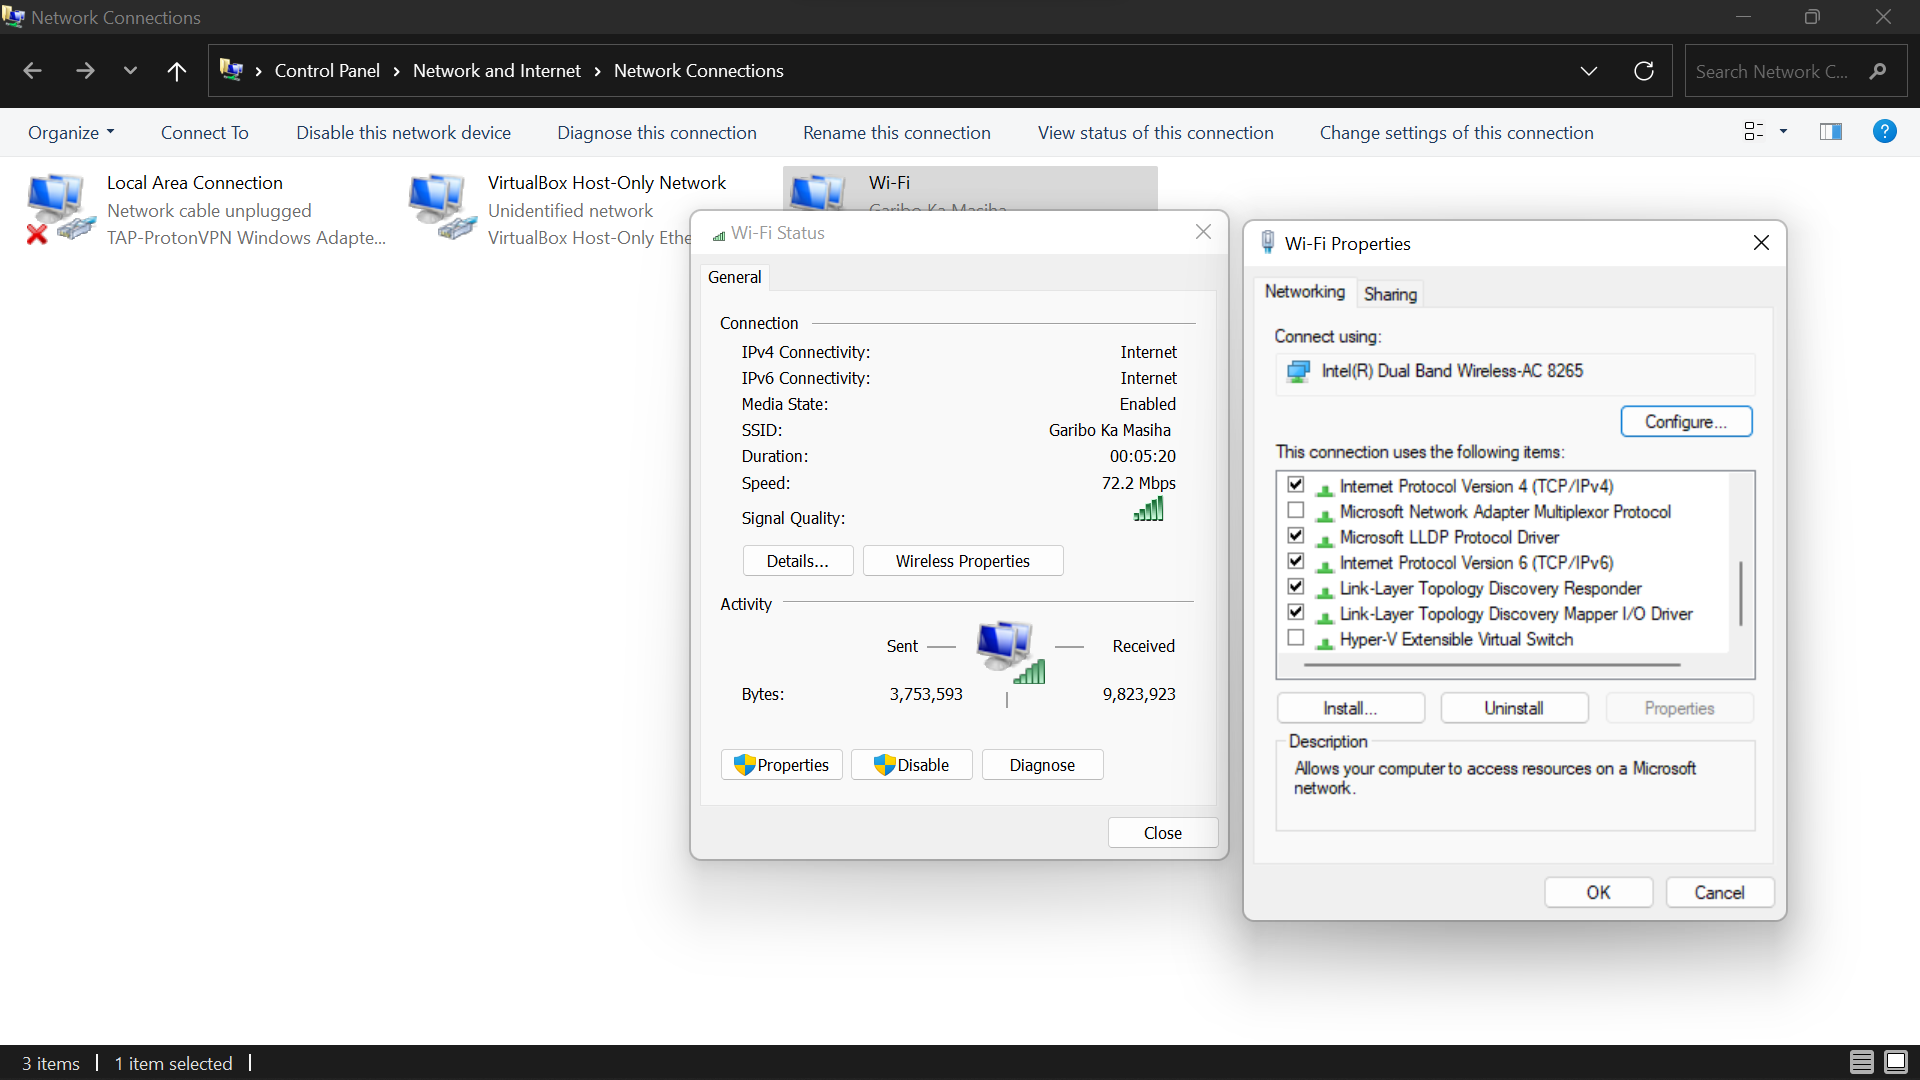 Network Connections
Control Panel > Network and Internet > Network Connections
Search Network C...
Organize
Connect To
Disable this network device
Diagnose this connection
Rename this connection
View status of this connection
Change settings of this connection
?
Local Area Connection
Network cable unplugged
TAP-ProtonVPN Windows Adapte...
VirtualBox Host-Only Network
Unidentified network
VirtualBox Host-Only Ethe
Wi-Fi
Garibo Ka Masiha
Wi-Fi Status
General
Connection
IPv4 Connectivity: Internet
IPv6 Connectivity: Internet
Media State: Enabled
SSID: Garibo Ka Masiha
Duration: 00:05:20
Speed: 72.2 Mbps
Signal Quality:
Details...
Wireless Properties
Activity
Sent
Received
Bytes: 3,753,593 | 9,823,923
Properties
Disable
Diagnose
Close
Wi-Fi Properties
Networking
Sharing
Connect using:
Intel(R) Dual Band Wireless-AC 8265
Configure...
This connection uses the following items:
Internet Protocol Version 4 (TCP/IPv4)
Microsoft Network Adapter Multiplexor Protocol
Microsoft LLDP Protocol Driver
Internet Protocol Version 6 (TCP/IPv6)
Link-Layer Topology Discovery Responder
Link-Layer Topology Discovery Mapper I/O Driver
Hyper-V Extensible Virtual Switch
Install...
Uninstall
Properties
Description
Allows your computer to access resources on a Microsoft
network.
OK
Cancel
3 items
1 item selected